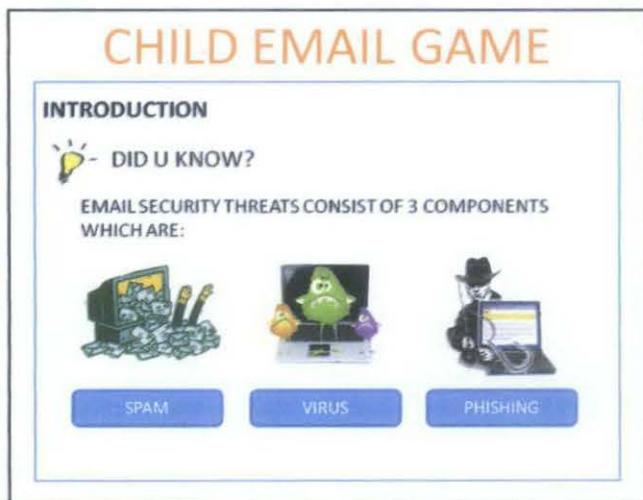 CHILD EMAIL GAME
INTRODUCTION
- DID U KNOW?
EMAIL SECURITY THREATS CONSIST OF 3 COMPONENTS
WHICH ARE:
SPAM
VIRUS
PHISHING